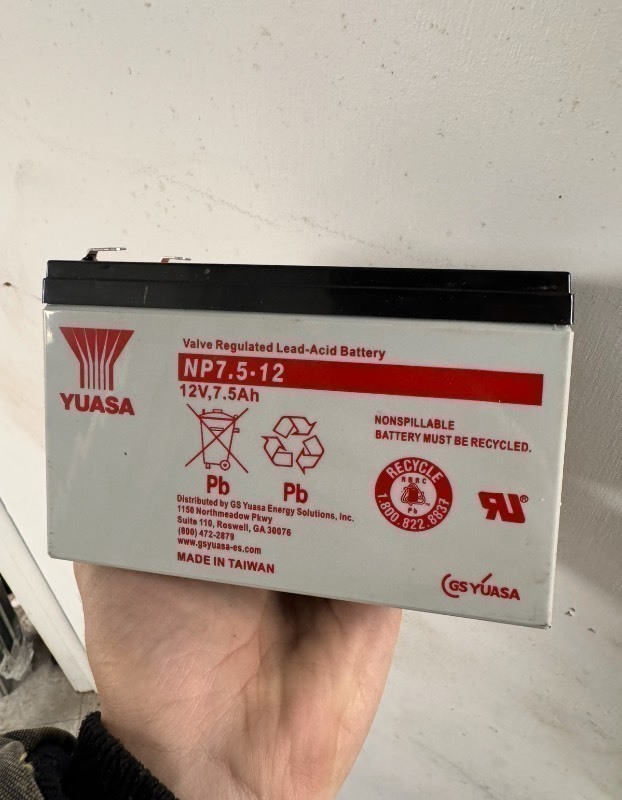 YUASA
Valve Regulated Lead-Acid Battery
NP7.5-12
12V,7.5Ah
Pb
Pb
NONSPILLABLE
BATTERY MUST BE RECYCLED.
RECYCLE
RBRC
Pb
1.800.822.8837
Distributed by GS Yuasa Energy Solutions, Inc.
1150 Northmeadow Pkwy
Suite 110, Roswell, GA 30076
(800) 472-2879
www.gsyuasa-es.com
MADE IN TAIWAN
RU®
GS YUASA